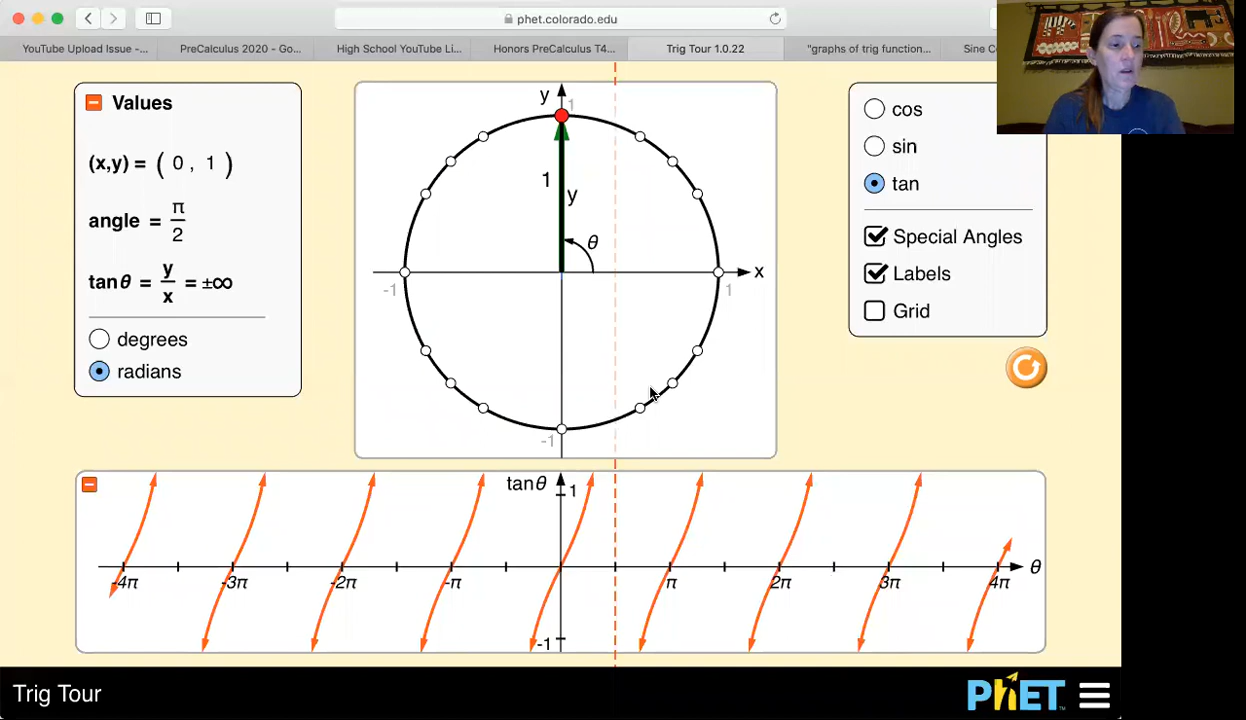 phet.colorado.edu
YouTube Upload Issue -...
PreCalculus 2020 - Go...
High School YouTube Li...
Honors PreCalculus T4...
Trig Tour 1.0.22
"graphs of trig function...
Sine C
Values
(x,y) = ( 0 , 1 )
angle = π/2
tanθ = y/x = ±∞
degrees
radians
y
1
1
y
θ
x
-1
1
-1
cos
sin
tan
Special Angles
Labels
Grid
tanθ
1
-4π
-3π
-2π
-π
π
2π
3π
4π
θ
-1
Trig Tour
PhET